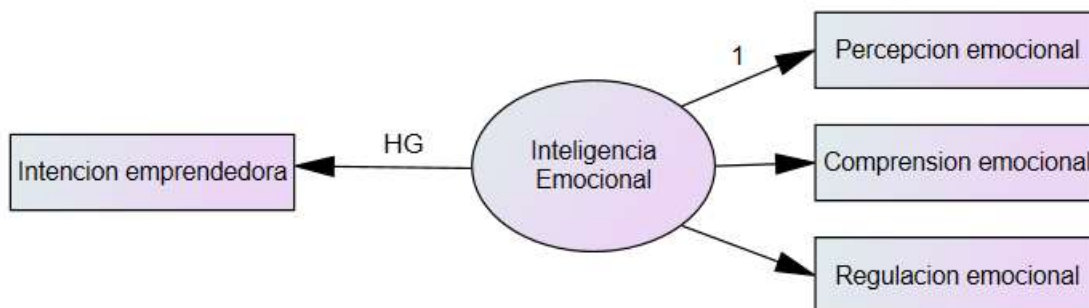 1
Percepcion emocional
HG
Intencion emprendedora
Inteligencia
Emocional
Comprension emocional
Regulacion emocional